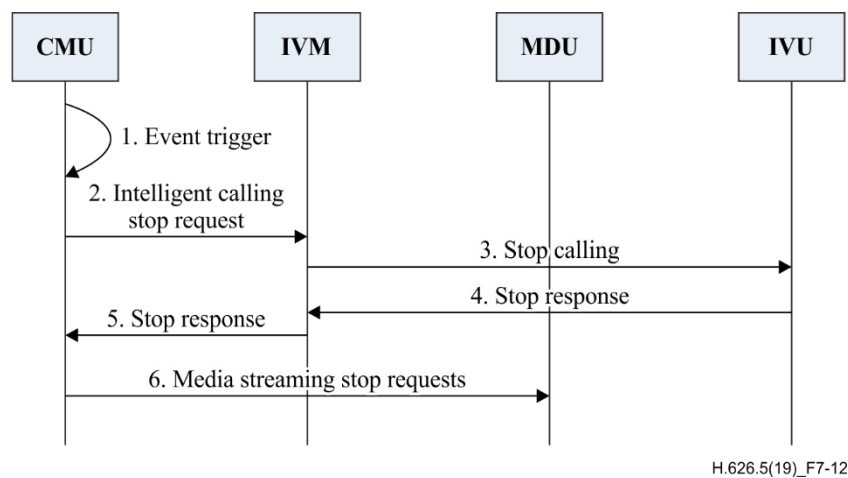 CMU
IVM
MDU
IVU
1. Event trigger
2. Intelligent calling
stop request
3. Stop calling
4. Stop response
5. Stop response
6. Media streaming stop requests
H.626.5(19)_F7-12